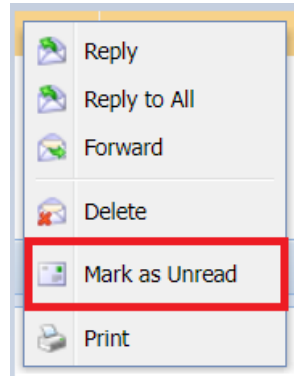 Reply
Reply to All
Forward
Delete
Mark as Unread
Print